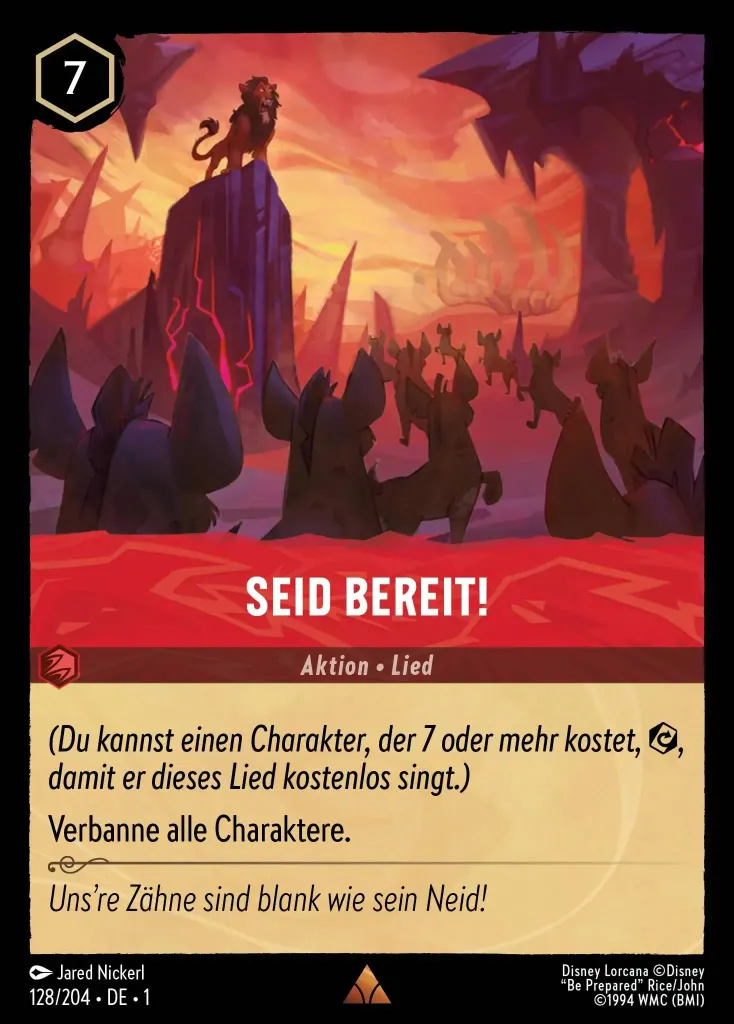 7
SEID BEREIT!
Aktion • Lied
(Du kannst einen Charakter, der 7 oder mehr kostet, ,
damit er dieses Lied kostenlos singt.)
Verbanne alle Charaktere.
Uns’re Zähne sind blank wie sein Neid!
Jared Nickerl
128/204 • DE • 1
Disney Lorcana ©Disney
“Be Prepared” Rice/John
©1994 WMC (BMI)